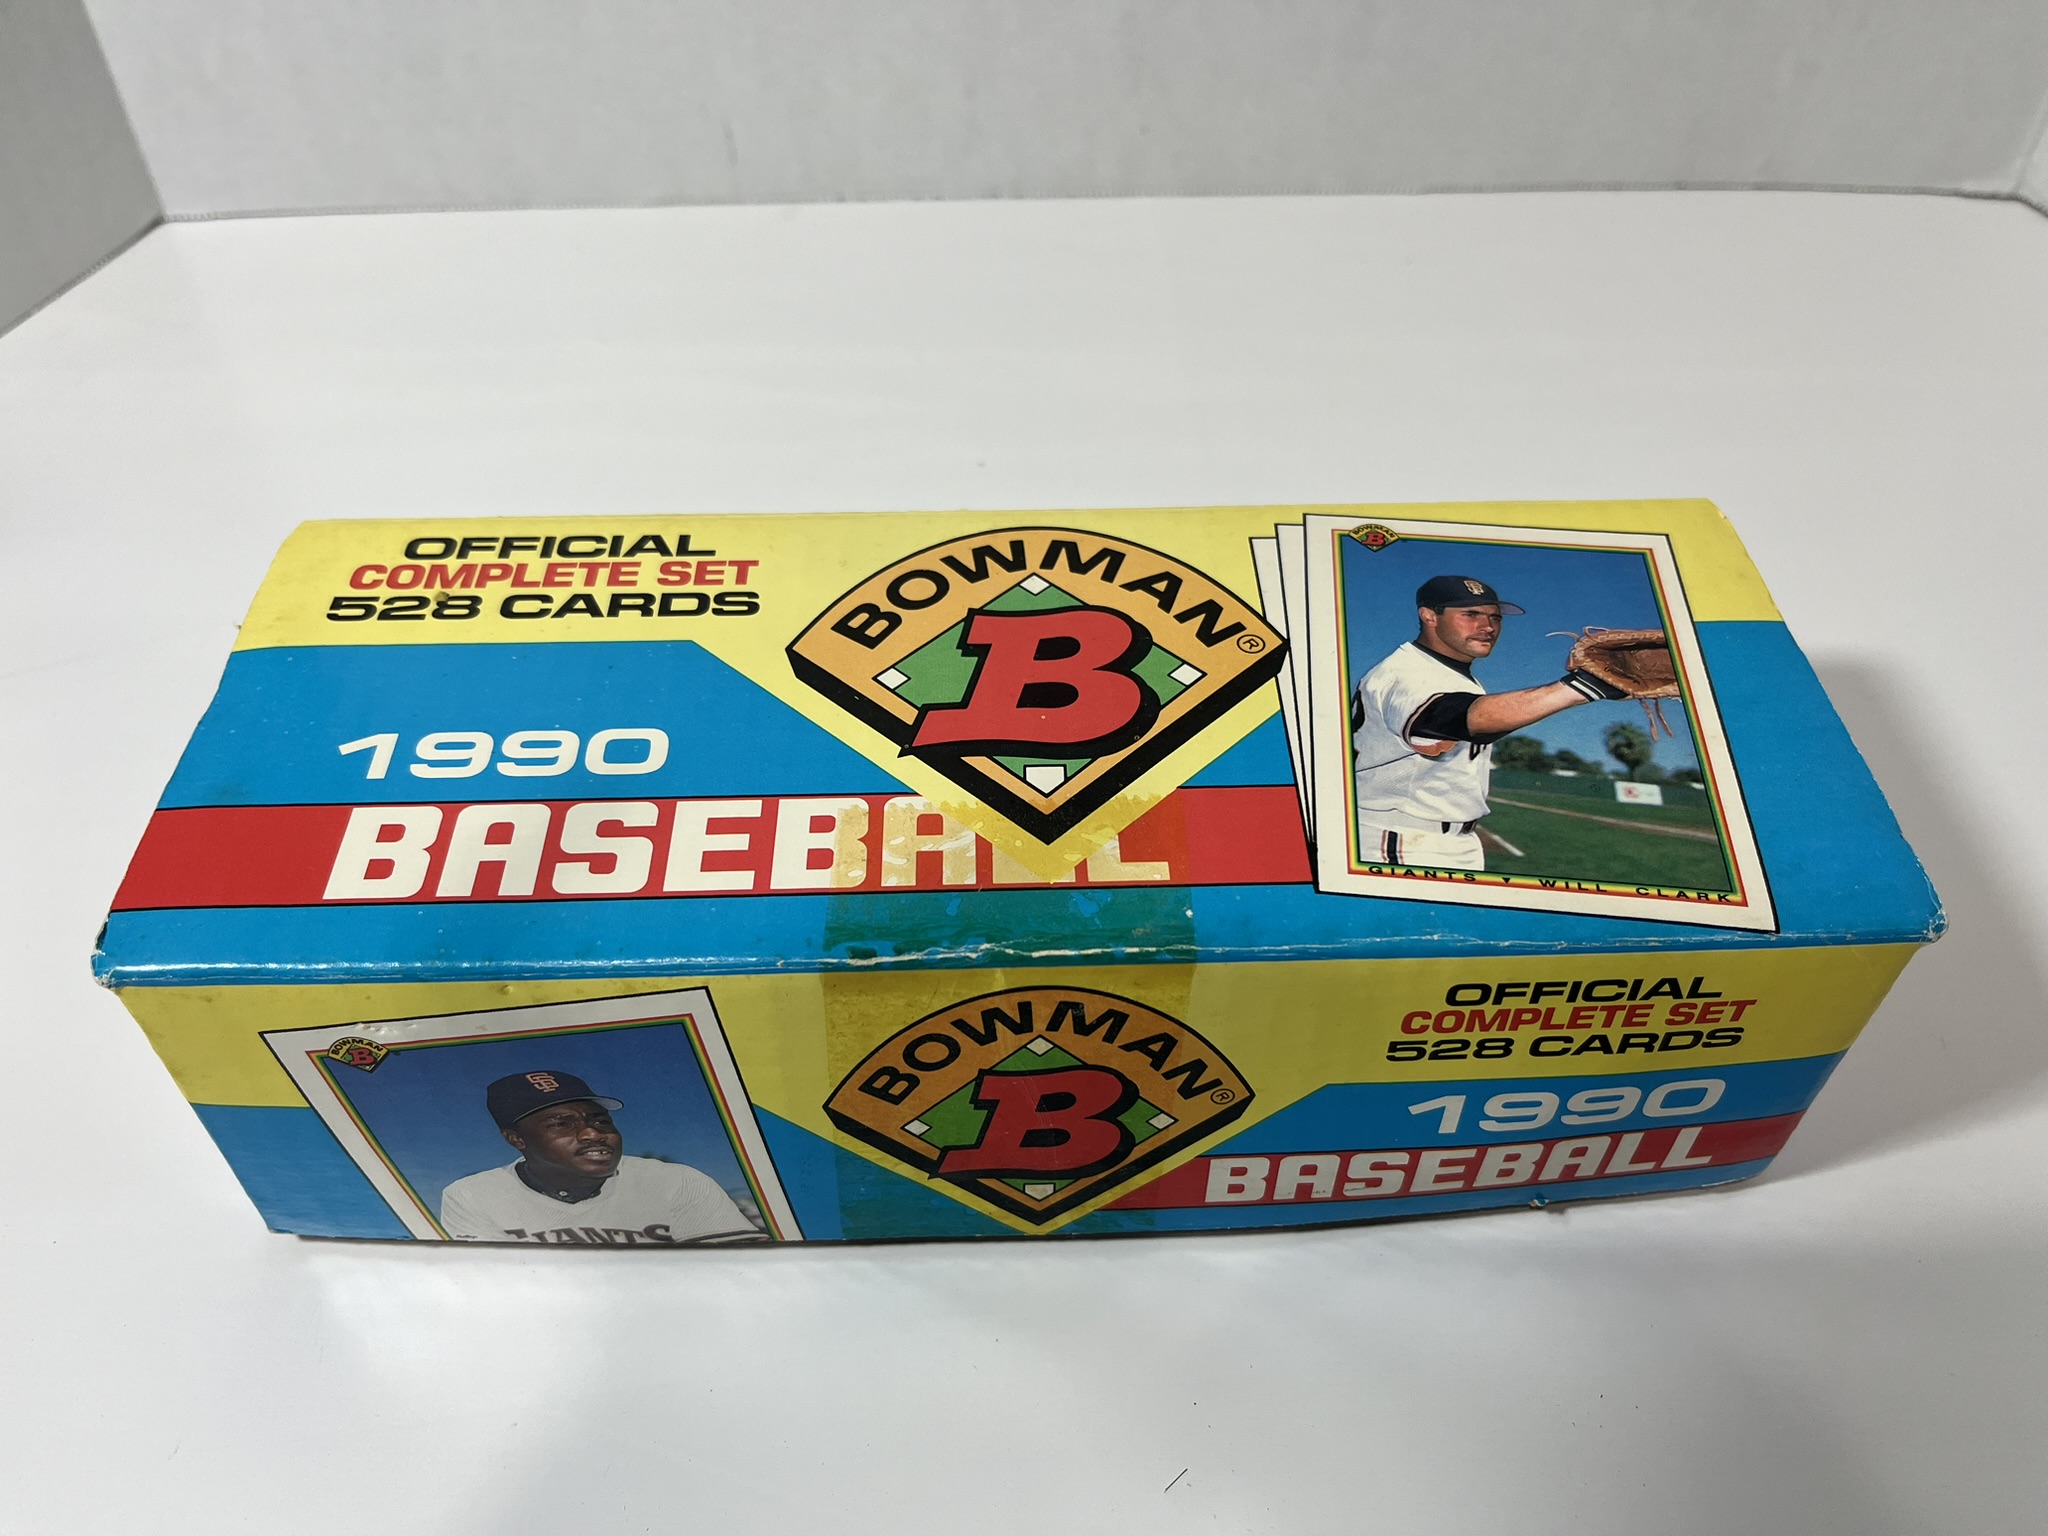 OFFICIAL
COMPLETE SET
528 CARDS
BOWMAN®
B
1990
BASEBALL
BOWMAN
B
GIANTS ▼ WILL CLARK
BOWMAN
B
GIANTS
BOWMAN®
B
OFFICIAL
COMPLETE SET
528 CARDS
1990
BASEBALL